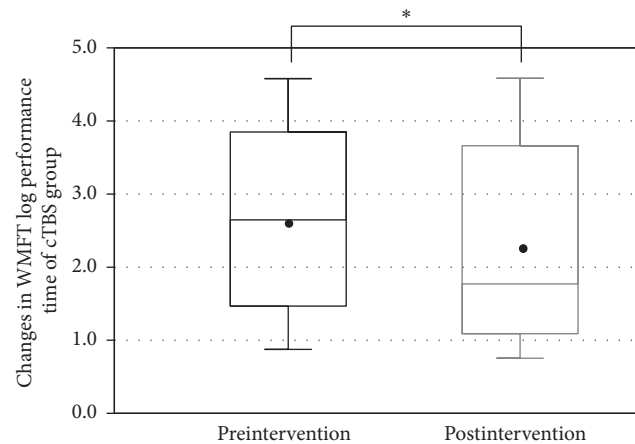 *
5.0
4.0
3.0
2.0
1.0
0.0
Changes in WMFT log performance
time of cTBS group
Preintervention
Postintervention